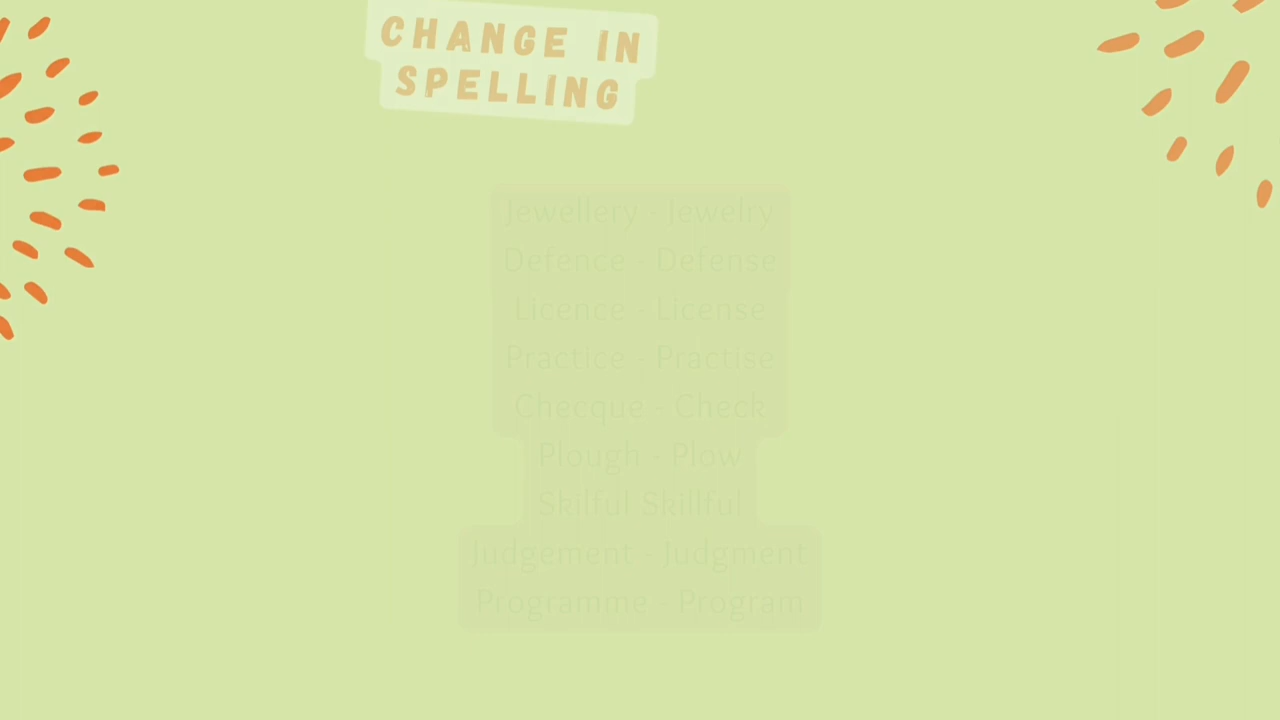 CHANGE IN
SPELLING
Jewellery - Jewelry
Defence - Defense
Licence - License
Practice - Practise
Checque - Check
Plough - Plow
Skilful Skillful
Judgement - Judgment
Programme - Program